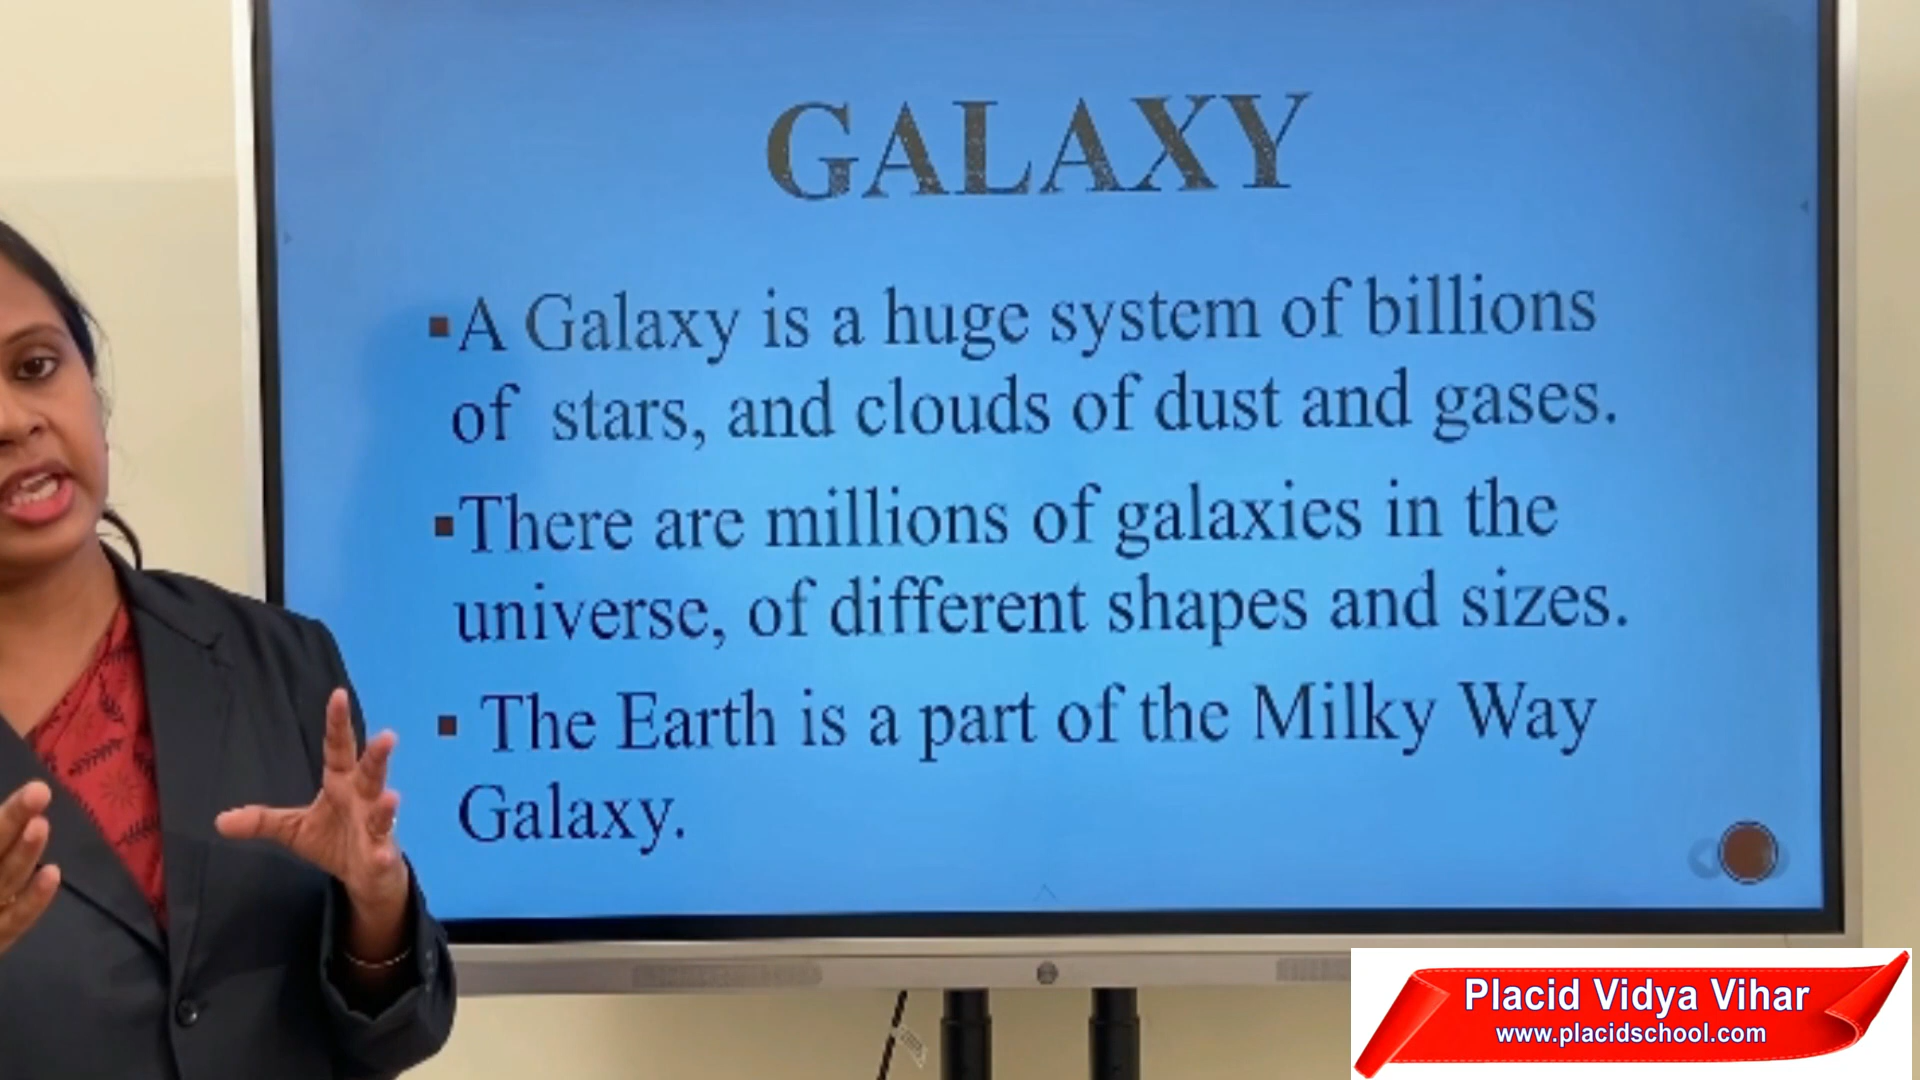 GALAXY
▪A Galaxy is a huge system of billions
of stars, and clouds of dust and gases.
▪There are millions of galaxies in the
universe, of different shapes and sizes.
▪ The Earth is a part of the Milky Way
Galaxy.
Placid Vidya Vihar
www.placidschool.com